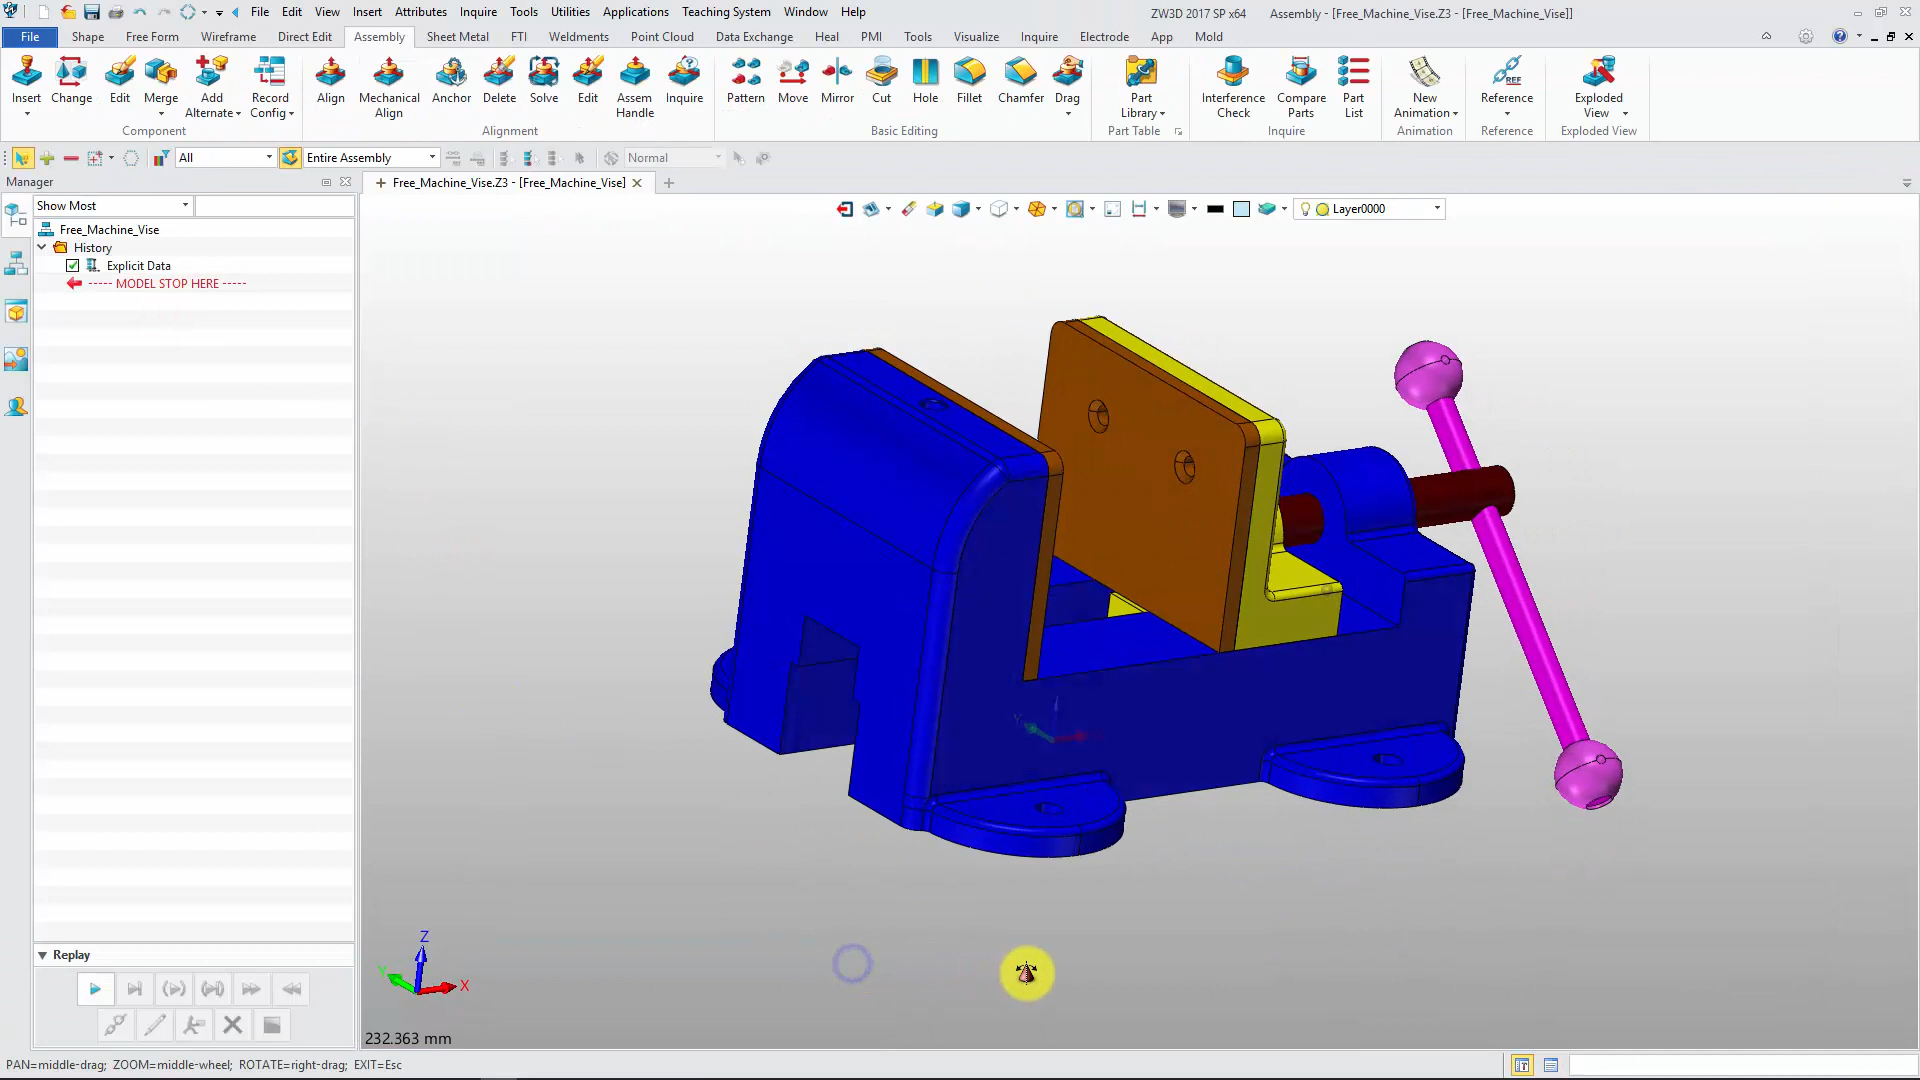 File Edit View Insert Attributes Inquire Tools Utilities Applications Teaching System Window Help
ZW3D 2017 SP x64 Assembly - [Free_Machine_Vise.Z3 - [Free_Machine_Vise]]
File Shape Free Form Wireframe Direct Edit Assembly Sheet Metal FTI Weldments Point Cloud Data Exchange Heal PMI Tools Visualize Inquire Electrode App Mold
Insert Change Edit Merge Add Alternate Record Config Align Mechanical Align Anchor Delete Solve Edit Assem Handle Inquire Pattern Move Mirror Cut Hole Fillet Chamfer Drag Part Library Interference Check Compare Parts Part List New Animation REF Reference Exploded View
Component Alignment Basic Editing Part Table Inquire Animation Reference Exploded View
All Entire Assembly Normal
Manager
Free_Machine_Vise.Z3 - [Free_Machine_Vise]
Show Most
Layer0000
Free_Machine_Vise
History
Explicit Data
----- MODEL STOP HERE -----
Replay
Z
Y
X
232.363 mm
PAN=middle-drag; ZOOM=middle-wheel; ROTATE=right-drag; EXIT=Esc